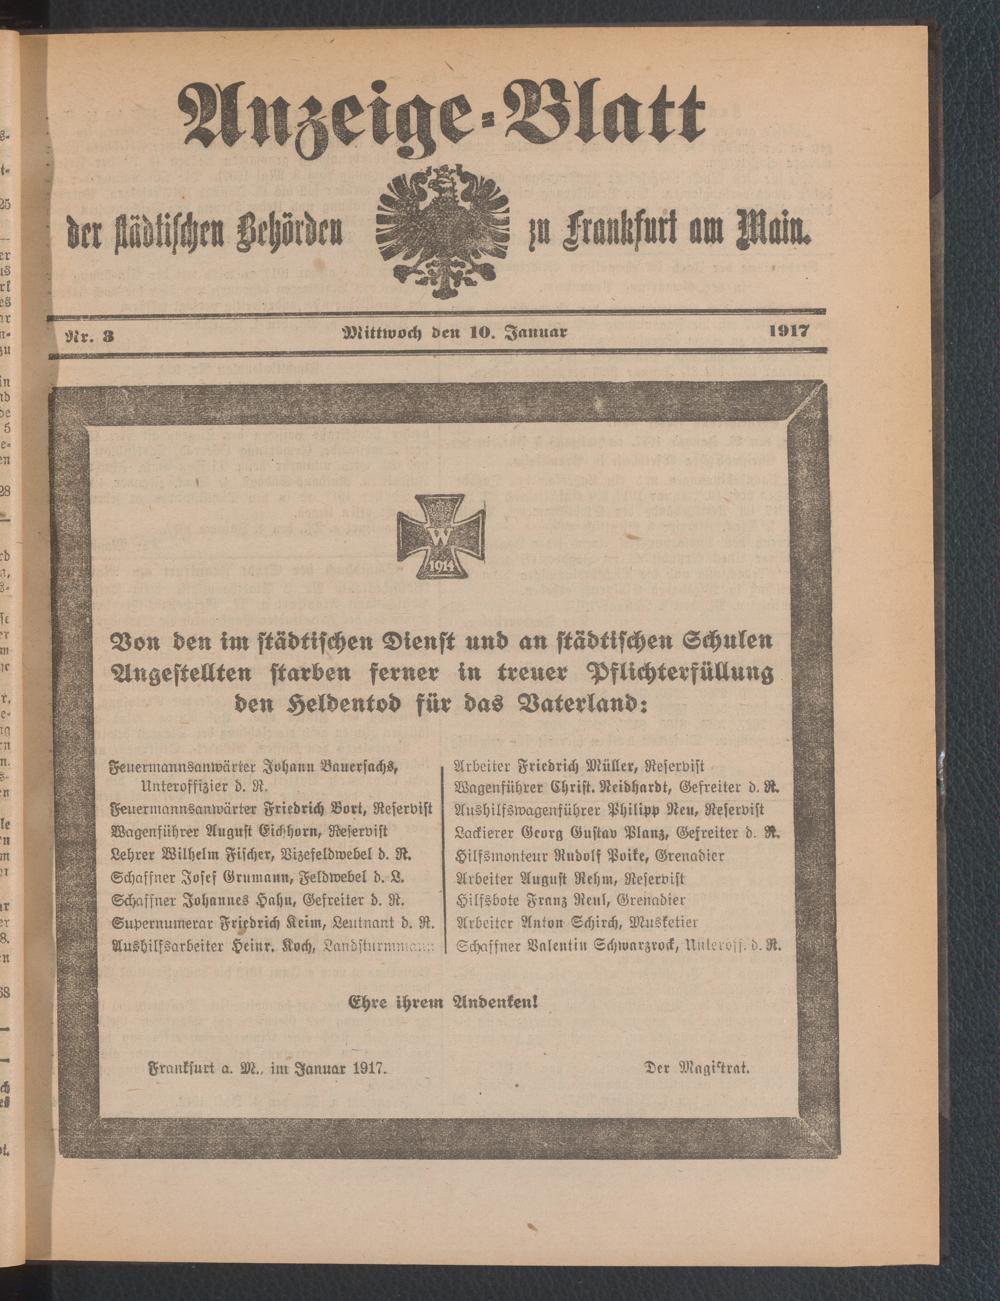 Anzeige-Blatt
der städtischen Behörden zu Frankfurt am Main.
Nr. 3 Mittwoch den 10. Januar 1917
W
1914
Von den im städtischen Dienst und an städtischen Schulen
Angestellten starben ferner in treuer Pflichterfüllung
den Heldentod für das Vaterland:
Feuermannsanwärter Johann Bauersachs,
Unteroffizier d. R.
Feuermannsanwärter Friedrich Bort, Reservist
Wagenführer August Eichhorn, Reservist
Lehrer Wilhelm Fischer, Vizefeldwebel d. R.
Schaffner Josef Grumann, Feldwebel d. L.
Schaffner Johannes Hahn, Gefreiter d. R.
Supernumerar Friedrich Keim, Leutnant d. R.
Aushilfsarbeiter Heinr. Koch, Landsturmmann
Arbeiter Friedrich Müller, Reservist
Wagenführer Christ. Neidhardt, Gefreiter d. R.
Aushilfswagenführer Philipp Neu, Reservist
Lackierer Georg Gustav Planz, Gefreiter d. R.
Hilfsmonteur Rudolf Poike, Grenadier
Arbeiter August Rehm, Reservist
Hilfsbote Franz Reul, Grenadier
Arbeiter Anton Schirch, Musketier
Schaffner Valentin Schwarzrock, Unteroff. d. R.
Ehre ihrem Andenken!
Frankfurt a. M., im Januar 1917. Der Magistrat.